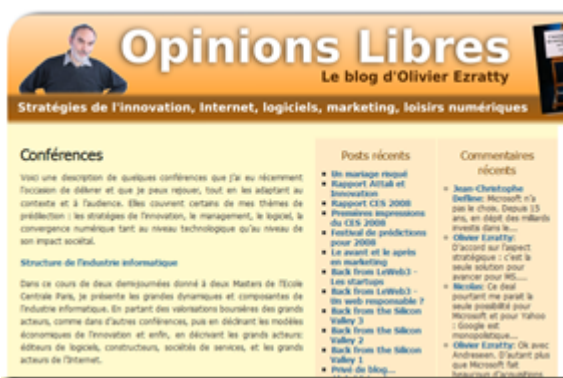 Opinions Libres
Le blog d'Olivier Ezratty
Stratégies de l'innovation, Internet, logiciels, marketing, loisirs numériques
Conférences
Voici une description de quelques conférences que j'ai eu récemment
l'occasion de délivrer et que je peux rejouer, tout en les adaptant au
contexte et à l'audience. Elles couvrent certains de mes thèmes de
prédilection : les stratégies de l'innovation, le management, le logiciel, la
convergence numérique tant au niveau technologique qu'au niveau de
son impact sociétal.
Structure de l'industrie informatique
Dans ce cours de deux demi-journées donné à deux Masters de l'Ecole
Centrale Paris, je présente les grandes dynamiques et composantes de
l'industrie informatique. En partant des valorisations boursières des grands
acteurs, comme dans d'autres conférences, puis en déclinant les modèles
économiques de l'innovation et enfin, en décrivant les grands acteurs:
éditeurs de logiciels, constructeurs, sociétés de services, et les grands
acteurs de l'Internet.
Posts récents
Un mariage risqué
Rapport Attali et
Innovation
Rapport CES 2008
Premières impressions
du CES 2008
Festival de prédictions
pour 2008
Le avant et le après
en marketing
Back from LeWeb3 -
Les startups
Back from LeWeb3 -
Un web responsable ?
Back from the Silicon
Valley 3
Back from the Silicon
Valley 2
Back from the Silicon
Valley 1
Privé de blog...
Commentaires
récents
Jean-Christophe
Defline: Microsoft n'a
pas le choix. Depuis 15
ans, en dépit des milliards
investis dans le...
Olivier Ezratty:
D'accord sur l'aspect
stratégique : c'est la
seule solution pour
avancer pour MS....
Nicolas: Ce deal
pourtant me parait la
seule possibilité pour
Microsoft et pour Yahoo
: Google est
monopolistique...
Olivier Ezratty: Ok avec
Andreseen. D'autant plus
que Microsoft fait
beaucoup d'acquisitions